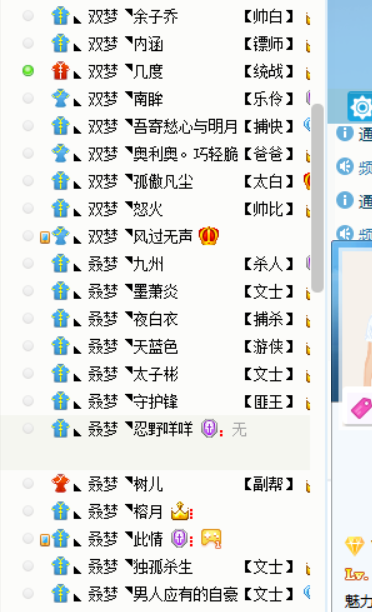 双梦 ◥余子乔 【帅白】
双梦 ◥内涵 【镖师】
双梦 ◥几度 【统战】
双梦 ◥南眸 【乐伶】
双梦 ◥吾寄愁心与明月【捕快】
双梦 ◥奥利奥。巧轻脆【爸爸】
双梦 ◥孤傲凡尘 【太白】
双梦 ◥怒火 【帅比】
双梦 ◥风过无声
叒梦 ◥九州 【杀人】
叒梦 ◥墨萧炎 【文士】
叒梦 ◥夜白衣 【捕杀】
叒梦 ◥天蓝色 【游侠】
叒梦 ◥太子彬 【文士】
叒梦 ◥守护锋 【匪王】
叒梦 ◥忍野咩咩 : 无
叒梦 ◥树儿 【副帮】
叒梦 ◥榕月
叒梦 ◥此情 :
叒梦 ◥独孤杀生 【文士】
叒梦 ◥男人应有的自豪【文士】
通
频
通
频
Lv.
魅力